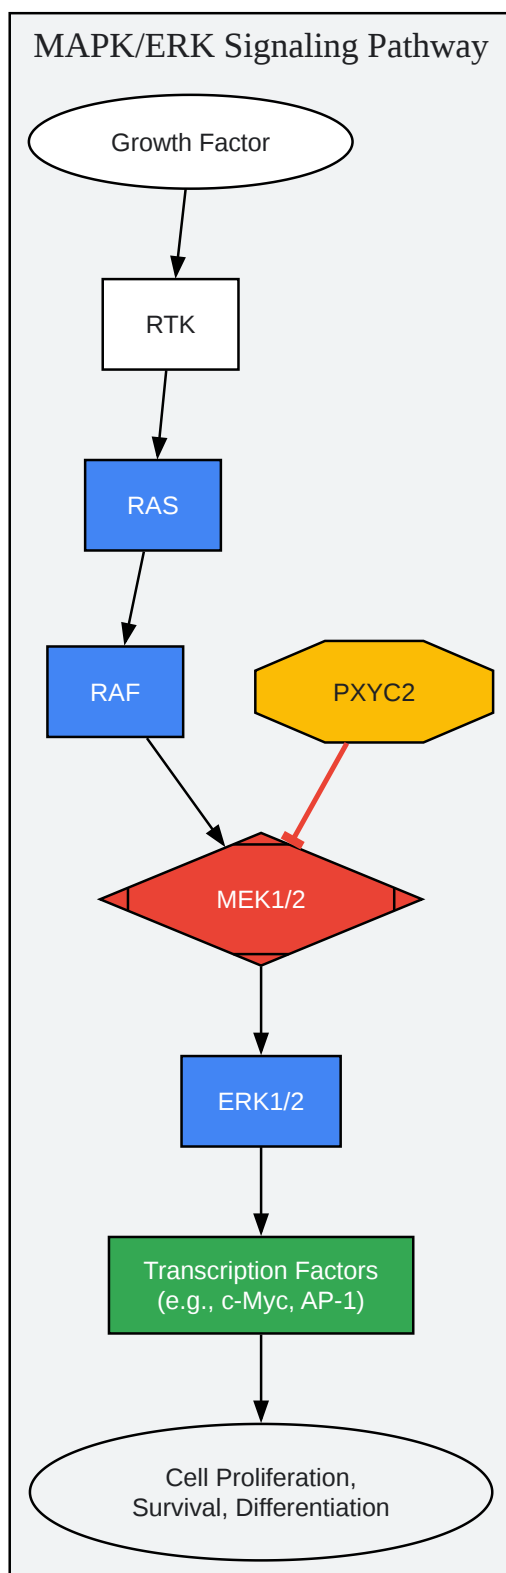 MAPK/ERK Signaling Pathway
Growth Factor
RTK
RAS
RAF
PXYC2
MEK1/2
ERK1/2
Transcription Factors
(e.g., c-Myc, AP-1)
Cell Proliferation,
Survival, Differentiation